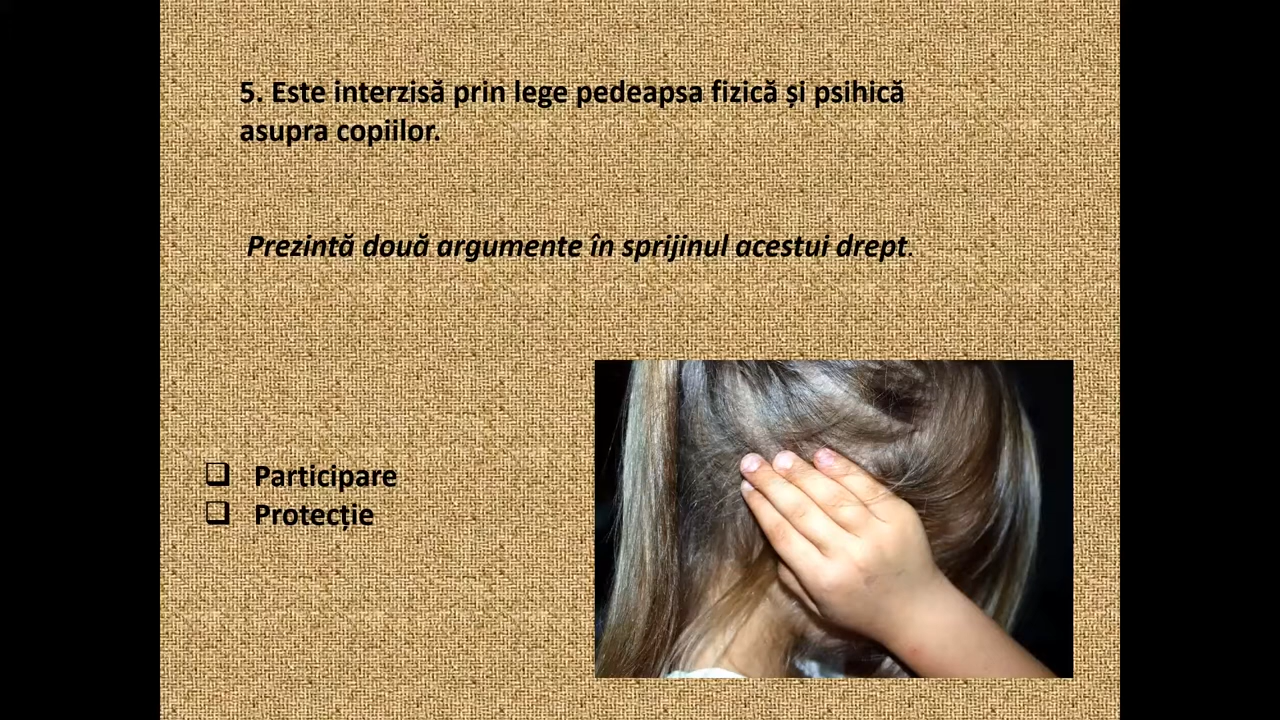 5. Este interzisă prin lege pedeapsa fizică și psihică
asupra copiilor.
Prezintă două argumente în sprijinul acestui drept.
❑ Participare
❑ Protecție